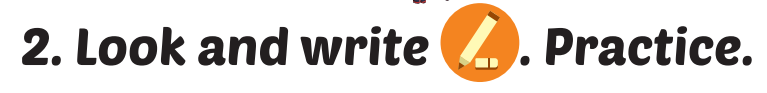 2. Look and write . Practice.